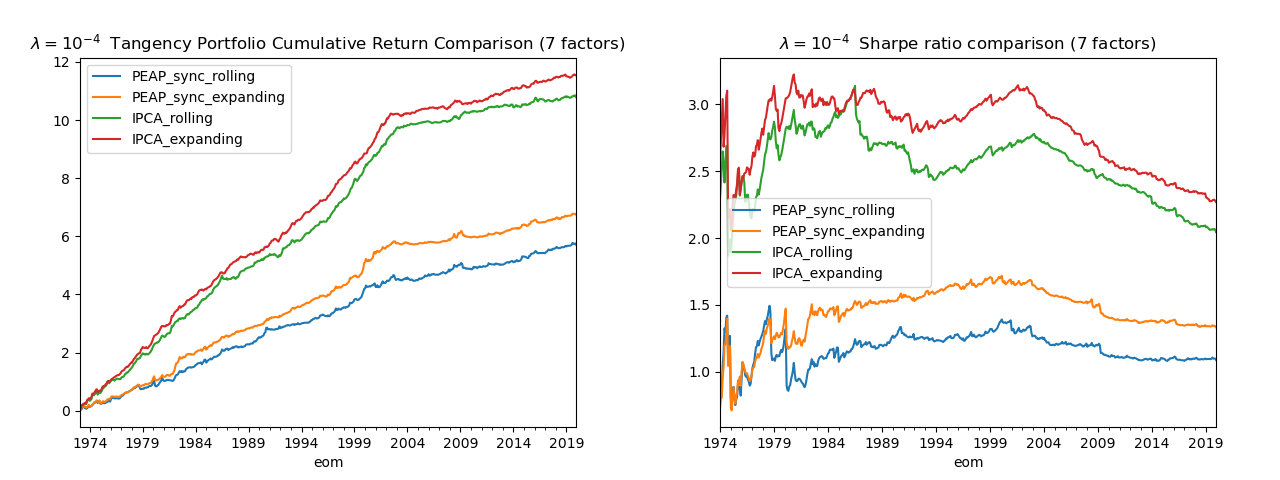 λ = 10⁻⁴ Tangency Portfolio Cumulative Return Comparison (7 factors)
12
10
8
6
4
2
0
PEAP_sync_rolling
PEAP_sync_expanding
IPCA_rolling
IPCA_expanding
1974 1979 1984 1989 1994 1999 2004 2009 2014 2019
eom
λ = 10⁻⁴ Sharpe ratio comparison (7 factors)
3.0
2.5
2.0
1.5
1.0
PEAP_sync_rolling
PEAP_sync_expanding
IPCA_rolling
IPCA_expanding
1974 1979 1984 1989 1994 1999 2004 2009 2014 2019
eom